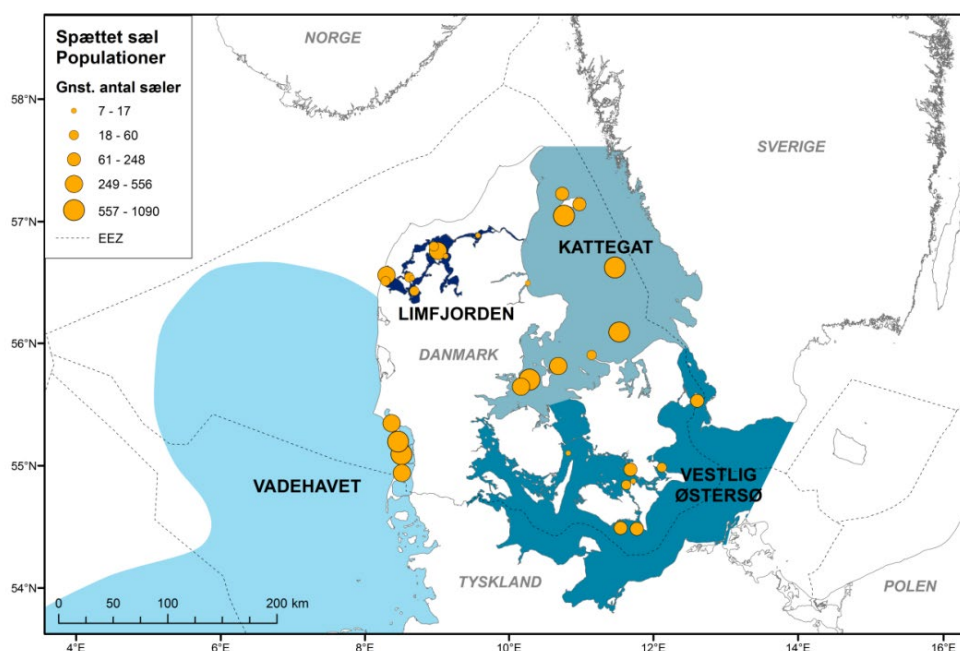 Spættet sæl
Populationer
Gnst. antal sæler
7 - 17
18 - 60
61 - 248
249 - 556
557 - 1090
EEZ
NORGE
SVERIGE
KATTEGAT
LIMFJORDEN
DANMARK
VADEHAVET
VESTLIG
ØSTERSØ
TYSKLAND
POLEN
58°N
57°N
56°N
55°N
54°N
0 50 100 200 km
4°E 6°E 8°E 10°E 12°E 14°E 16°E